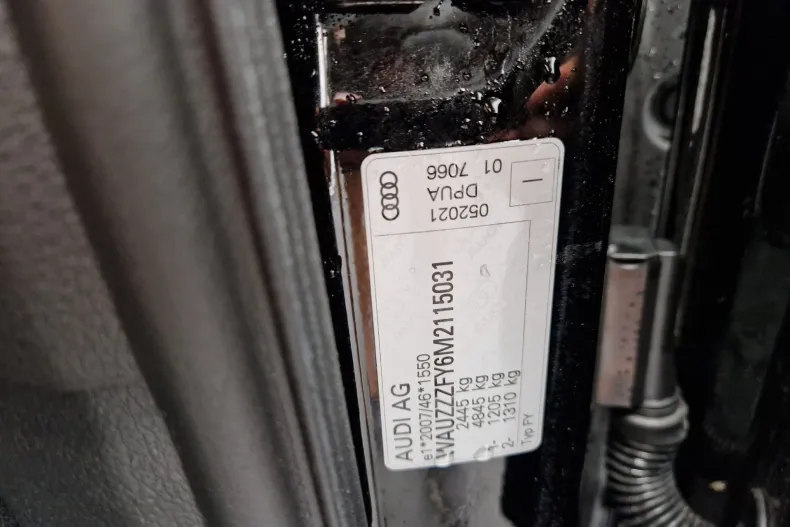 AUDI AG
e1*2007/46*1550
WAUZZZFY6M2115031
2445 kg
4845 kg
1- 1205 kg
2- 1310 kg
Typ FY
052021
DPUA
01 7066